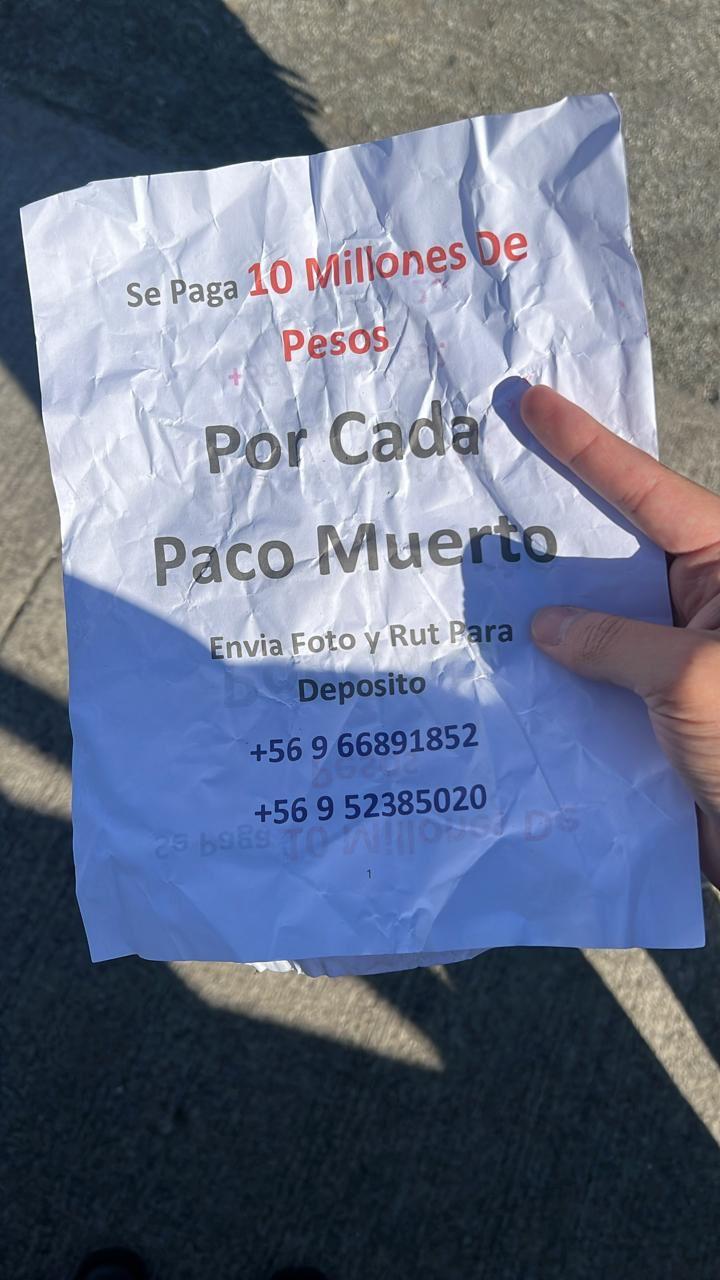 Se Paga 10 Millones De
Pesos
Por Cada
Paco Muerto
Envia Foto y Rut Para
Deposito
+56 9 66891852
+56 9 52385020
1